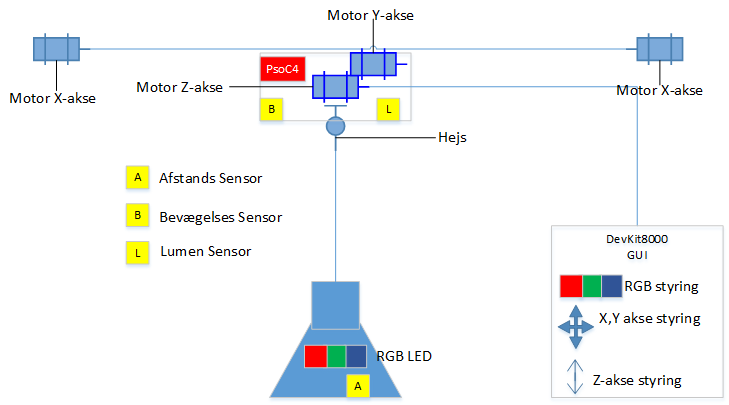 Motor Y-akse
PsoC4
Motor X-akse
Motor Z-akse
Motor X-akse
B
L
Hejs
A Afstands Sensor
B Bevægelses Sensor
L Lumen Sensor
DevKit8000
GUI
RGB styring
X,Y akse styring
Z-akse styring
RGB LED
A